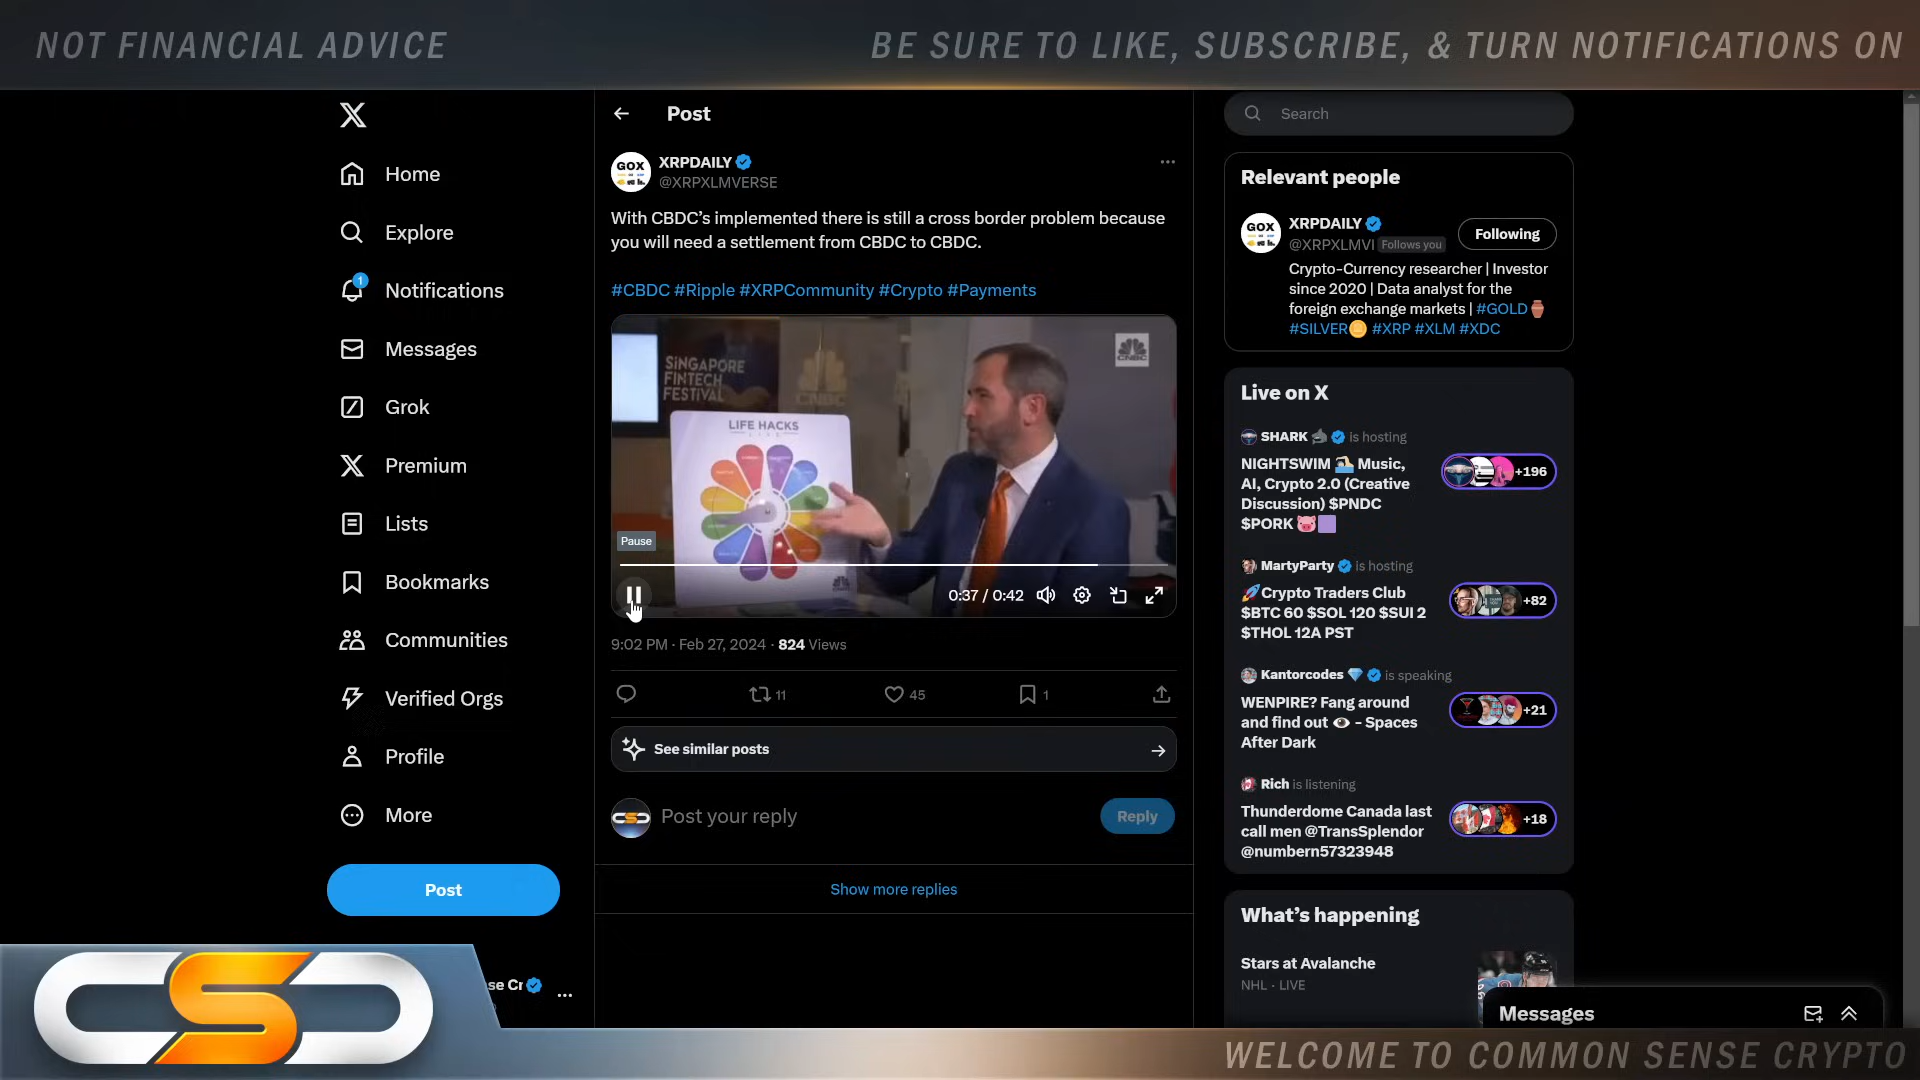 NOT FINANCIAL ADVICE
BE SURE TO LIKE, SUBSCRIBE, & TURN NOTIFICATIONS ON
Home
Explore
1
Notifications
Messages
Grok
Premium
Lists
Bookmarks
Communities
Verified Orgs
Profile
More
Post
se Cr
Post
GOX
XRPDAILY
@XRPXLMVERSE
With CBDC's implemented there is still a cross border problem because
you will need a settlement from CBDC to CBDC.
#CBDC #Ripple #XRPCommunity #Crypto #Payments
SINGAPORE
FINTECH
FESTIVAL
CNBC
CNBC
LIFE HACKS
LIVE
Pause
0:37 / 0:42
9:02 PM · Feb 27, 2024 · 824 Views
11
45
1
See similar posts
Post your reply
Reply
Show more replies
Search
Relevant people
GOX
XRPDAILY
@XRPXLMVI Follows you
Following
Crypto-Currency researcher | Investor
since 2020 | Data analyst for the
foreign exchange markets | #GOLD
#SILVER #XRP #XLM #XDC
Live on X
SHARK is hosting
NIGHTSWIM Music,
AI, Crypto 2.0 (Creative
Discussion) $PNDC
$PORK
+196
MartyParty is hosting
Crypto Traders Club
$BTC 60 $SOL 120 $SUI 2
$THOL 12A PST
+82
Kantorcodes is speaking
WENPIRE? Fang around
and find out - Spaces
After Dark
+21
Rich is listening
Thunderdome Canada last
call men @TransSplendor
@numbern57323948
+18
What's happening
Stars at Avalanche
NHL · LIVE
Messages
CSC
WELCOME TO COMMON SENSE CRYPTO